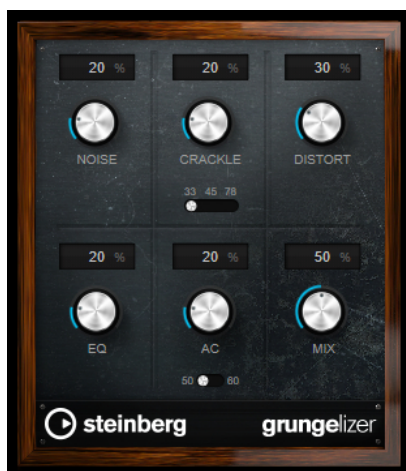 20 % 20 % 30 %
NOISE CRACKLE DISTORT
33 45 78
20 % 20 % 50 %
EQ AC MIX
50 60
steinberg grungelizer